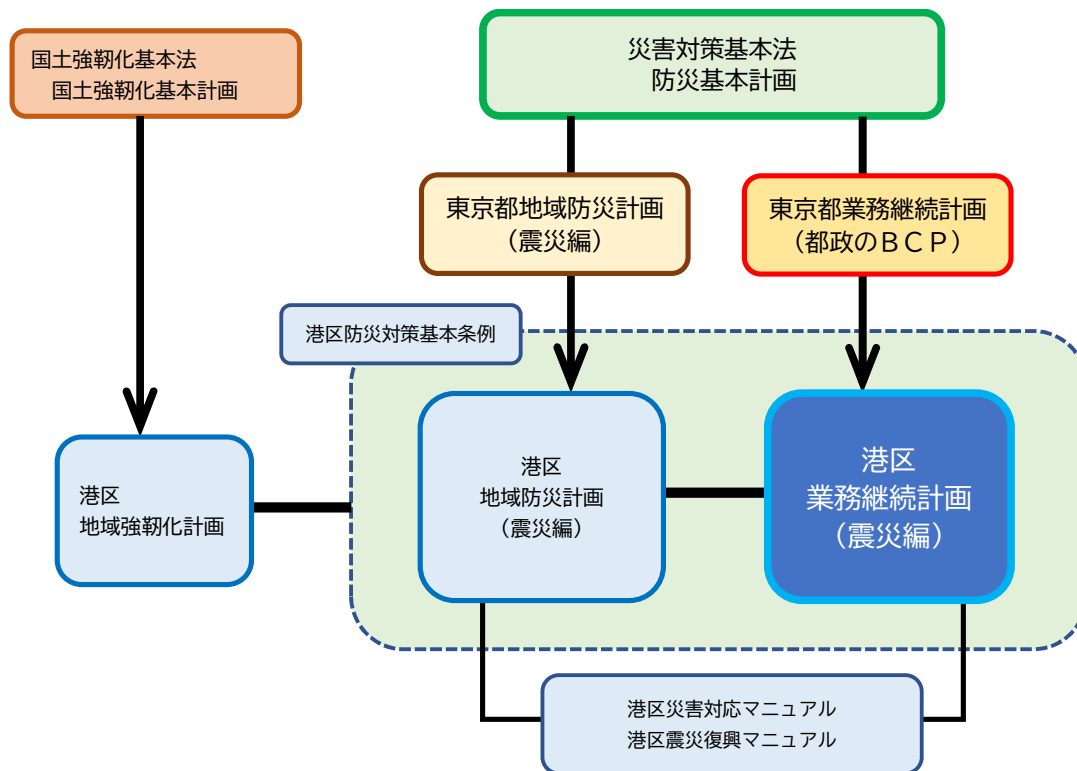 国土強靭化基本法
国土強靭化基本計画
災害対策基本法
防災基本計画
東京都地域防災計画
（震災編）
東京都業務継続計画
（都政のＢＣＰ）
港区防災対策基本条例
港区
地域強靭化計画
港区
地域防災計画
（震災編）
港区
業務継続計画
（震災編）
港区災害対応マニュアル
港区震災復興マニュアル